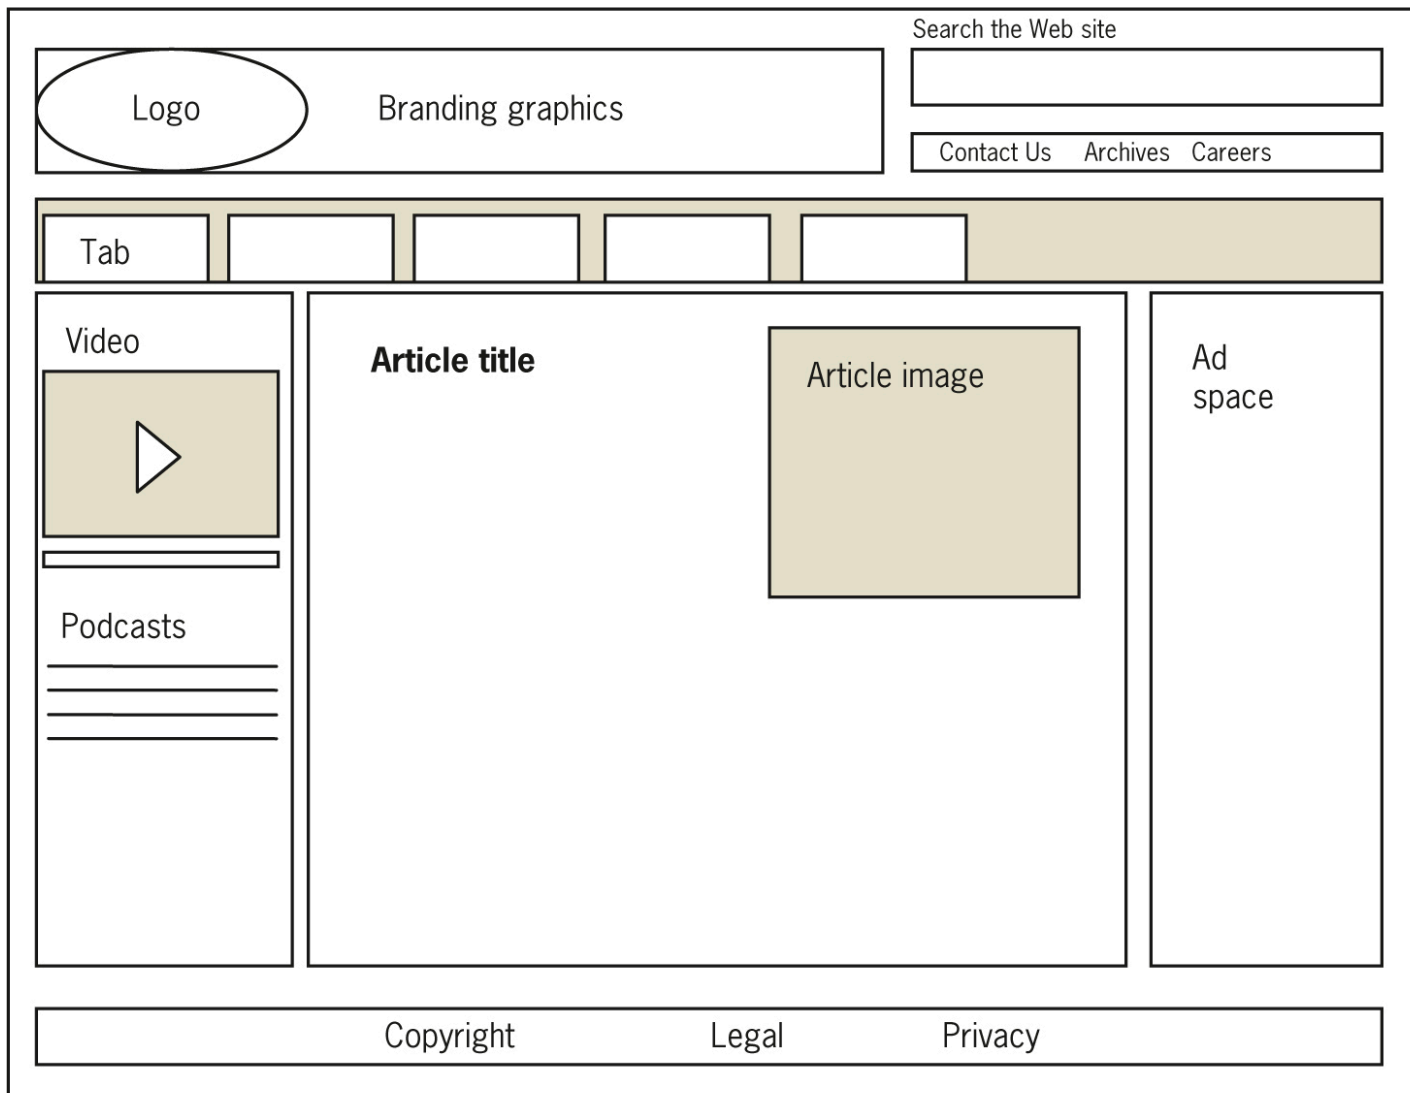 Search the Web site
Logo
Branding graphics
Contact Us Archives Careers
Tab
Video
Article title
Article image
Ad
space
Podcasts
Copyright Legal Privacy